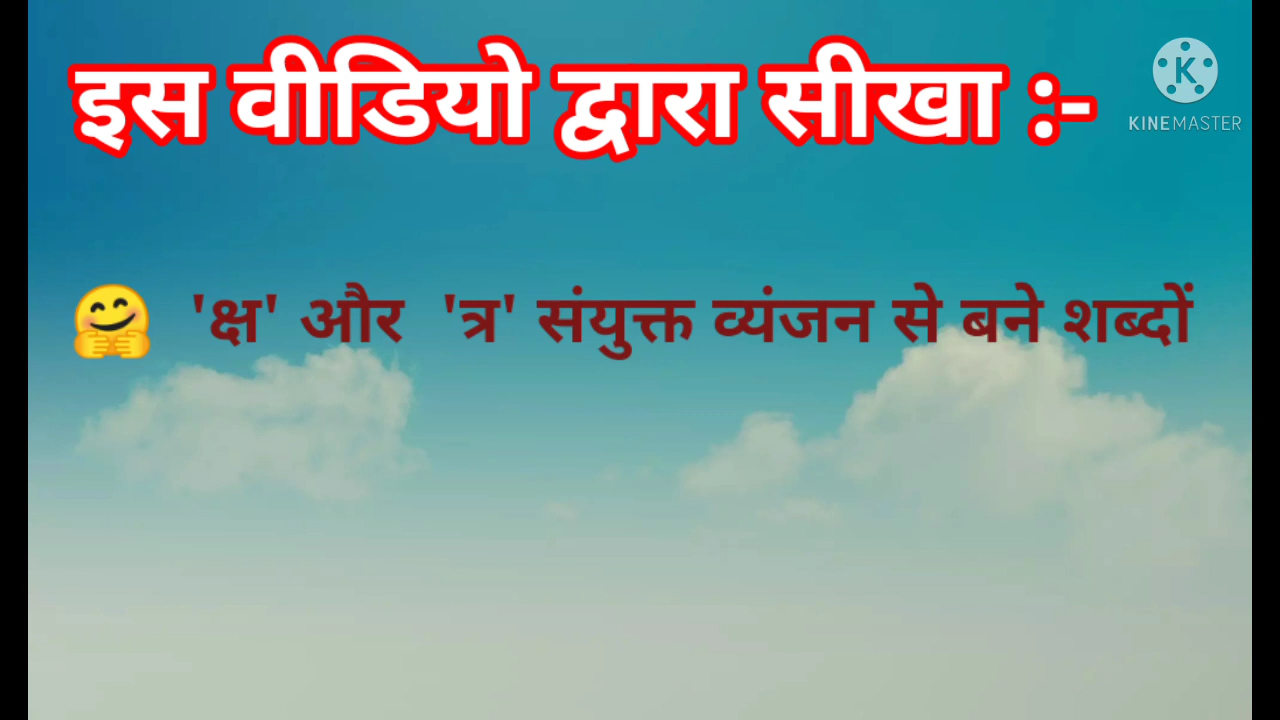 इस वीडियो द्वारा सीखा :-
KINEMASTER
🤗 'क्ष' और 'त्र' संयुक्त व्यंजन से बने शब्दों